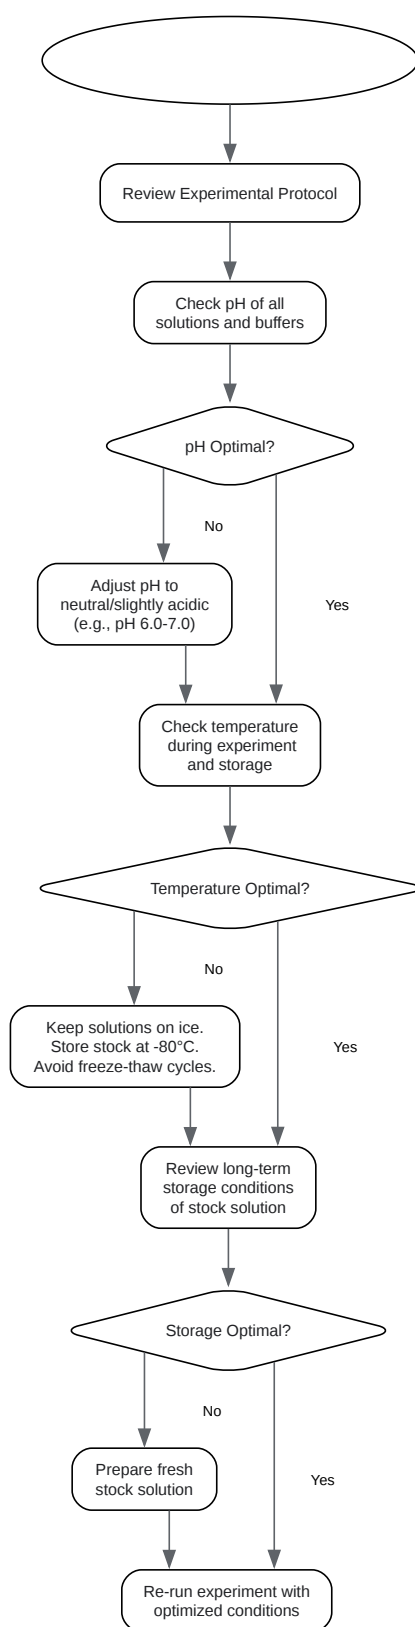 Review Experimental Protocol
Check pH of all
solutions and buffers
pH Optimal?
No
Adjust pH to
neutral/slightly acidic
(e.g., pH 6.0-7.0)
Yes
Check temperature
during experiment
and storage
Temperature Optimal?
No
Keep solutions on ice.
Store stock at -80°C.
Avoid freeze-thaw cycles.
Yes
Review long-term
storage conditions
of stock solution
Storage Optimal?
No
Prepare fresh
stock solution
Yes
Re-run experiment with
optimized conditions